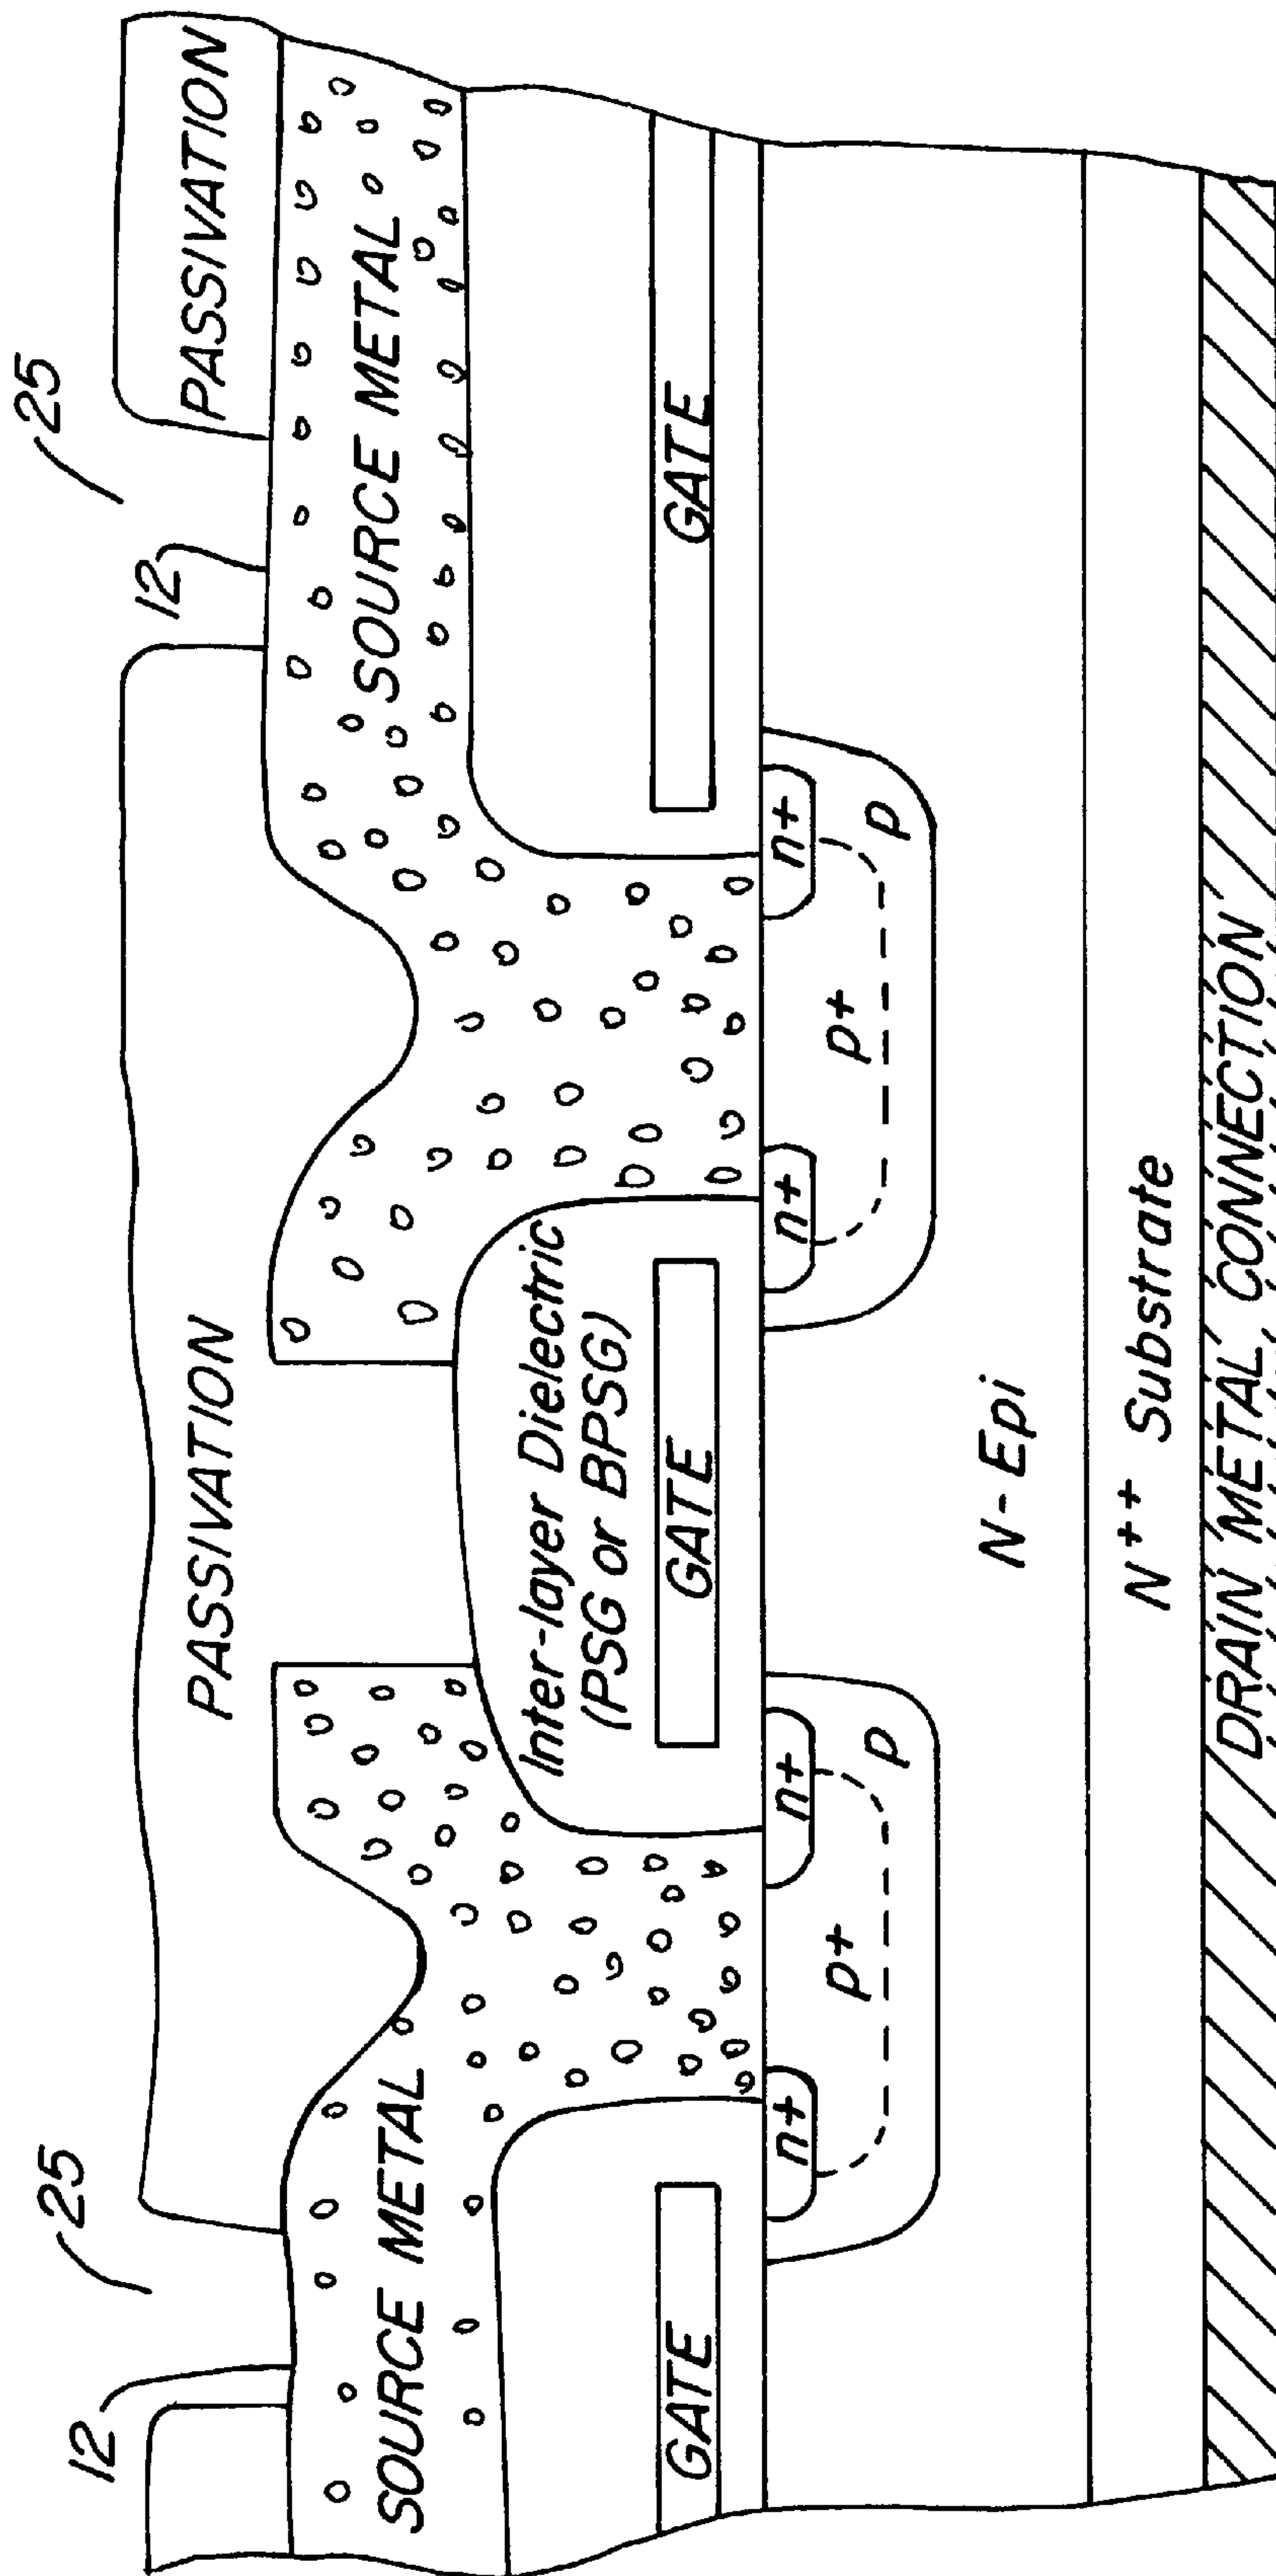 25
25
12
12
PASSIVATION
PASSIVATION
SOURCE METAL
SOURCE METAL
Inter-layer Dielectric
(PSG or BPSG)
GATE
GATE
GATE
n+
n+
n+
n+
p+
p
p+
p
N-Epi
N++ Substrate
DRAIN METAL CONNECTION